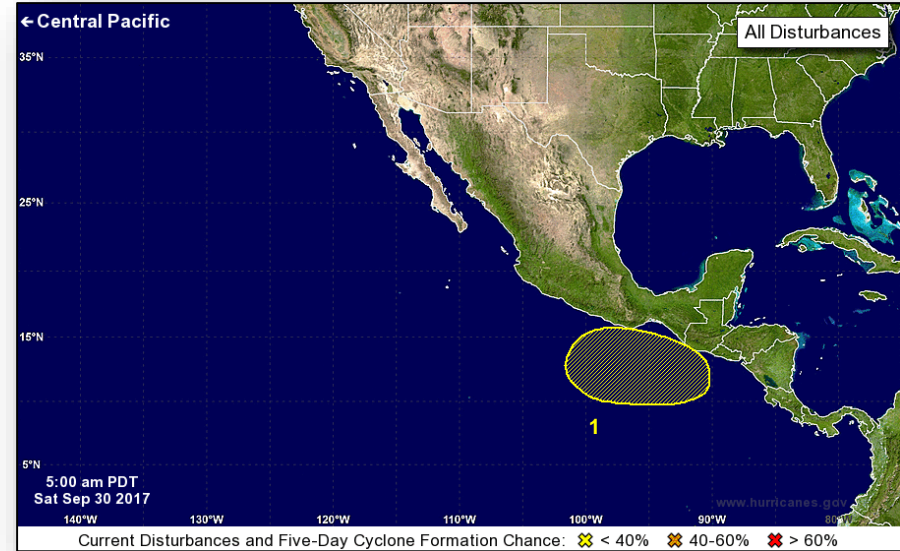 ← Central Pacific
All Disturbances
35°N
25°N
15°N
1
5°N
5:00 am PDT
Sat Sep 30 2017
www.hurricanes.gov
140°W 130°W 120°W 110°W 100°W 90°W 80°W
Current Disturbances and Five-Day Cyclone Formation Chance: < 40% 40-60% > 60%